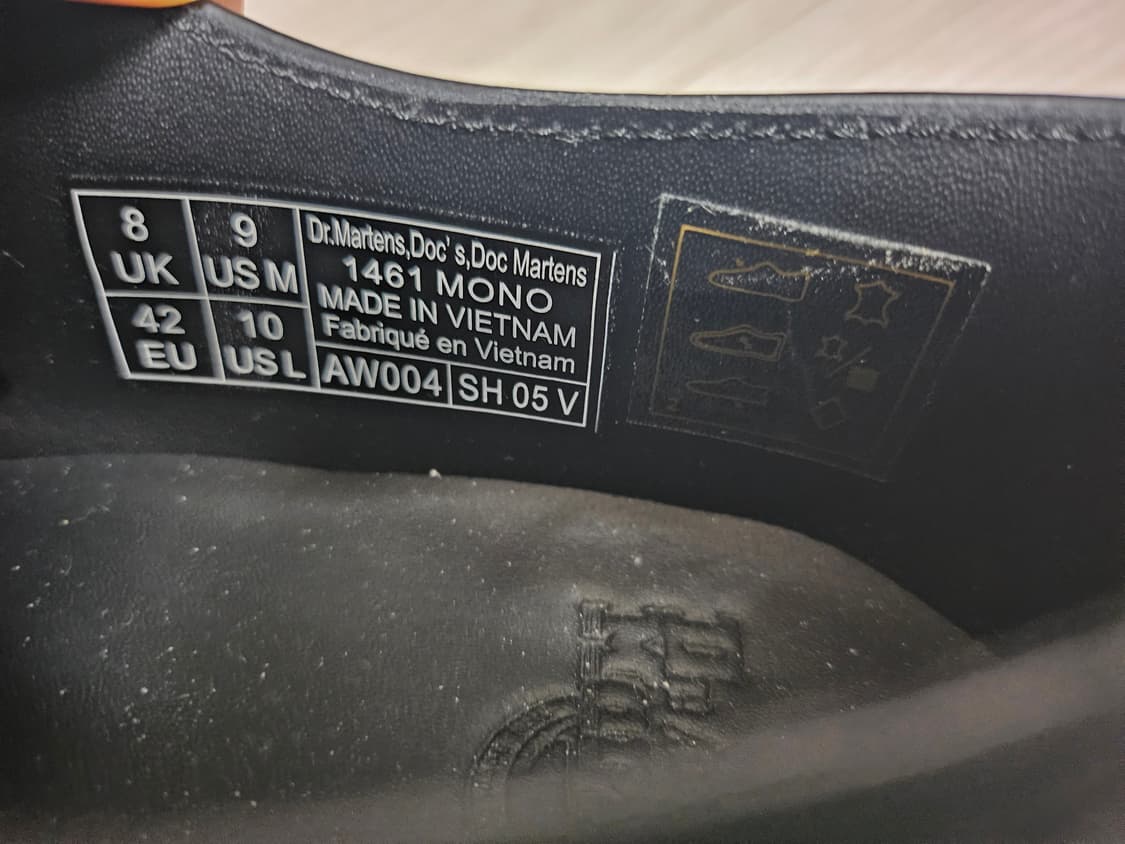 8
UK
9
US M
42
EU
10
US L
Dr.Martens,Doc's,Doc Martens
1461 MONO
MADE IN VIETNAM
Fabriqué en Vietnam
AW004
SH 05 V